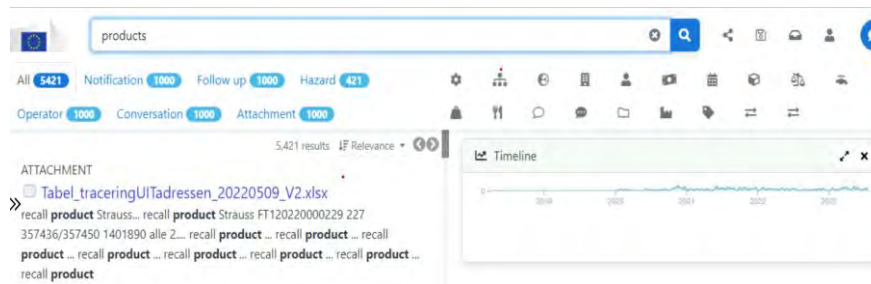 products
All 5421 Notification 1000 Follow up 1000 Hazard 421
Operator 1000 Conversation 1000 Attachment 1000
5,421 results Relevance
Timeline
ATTACHMENT
Tabel_traceringUITadressen_20220509_V2.xlsx
recall product Strauss... recall product Strauss FT120220000229 227
357436/357450 1401890 alle 2.... recall product ... recall product ... recall
product ... recall product ... recall product ... recall product ... recall product ...
recall product
0
2019 2020 2021 2022 2023